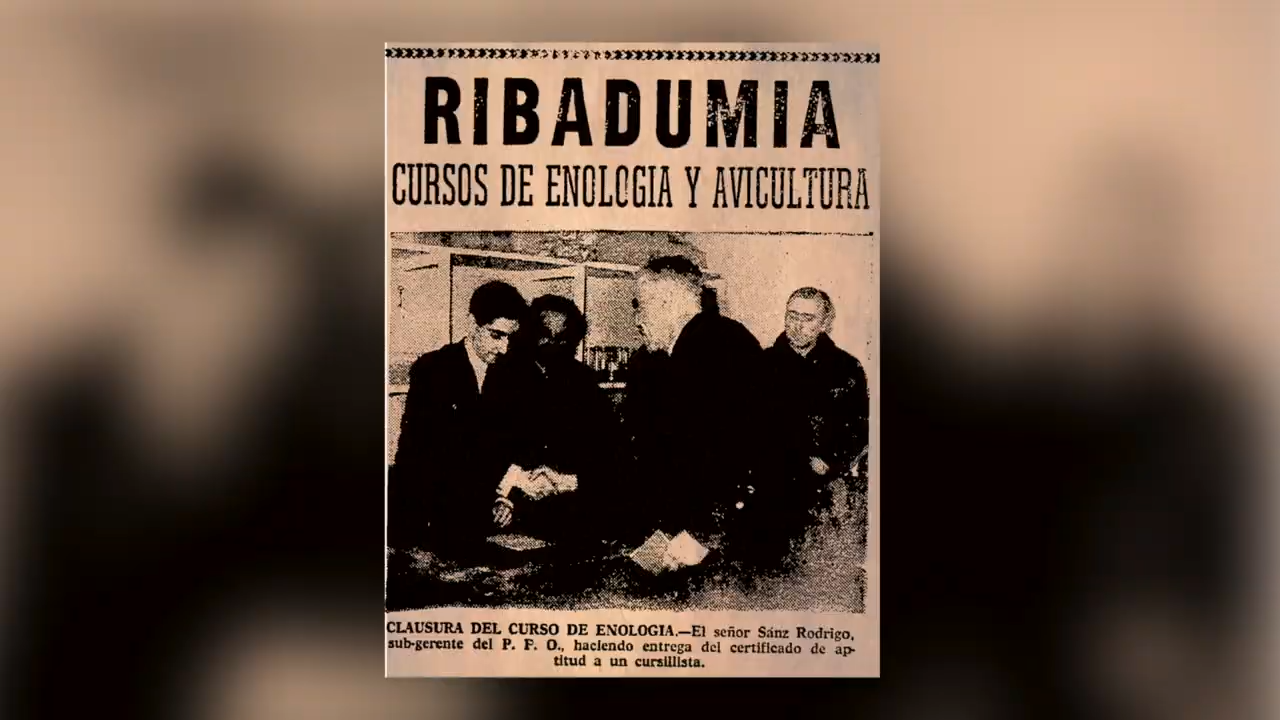 RIBADUMIA
CURSOS DE ENOLOGIA Y AVICULTURA
CLAUSURA DEL CURSO DE ENOLOGIA.—El señor Sánz Rodrigo,
sub-gerente del P. P. O., haciendo entrega del certificado de ap-
titud a un cursillista.